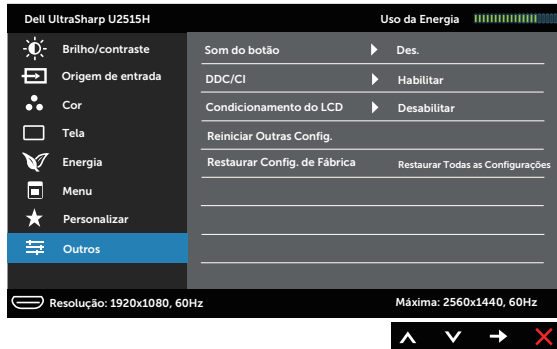 Dell UltraSharp U2515H Uso da Energia
Brilho/contraste Som do botão Des.
Origem de entrada DDC/CI Habilitar
Cor Condicionamento do LCD Desabilitar
Tela Reiniciar Outras Config.
Energia Restaurar Config. de Fábrica Restaurar Todas as Configurações
Menu
Personalizar
Outros
Resolução: 1920x1080, 60Hz Máxima: 2560x1440, 60Hz